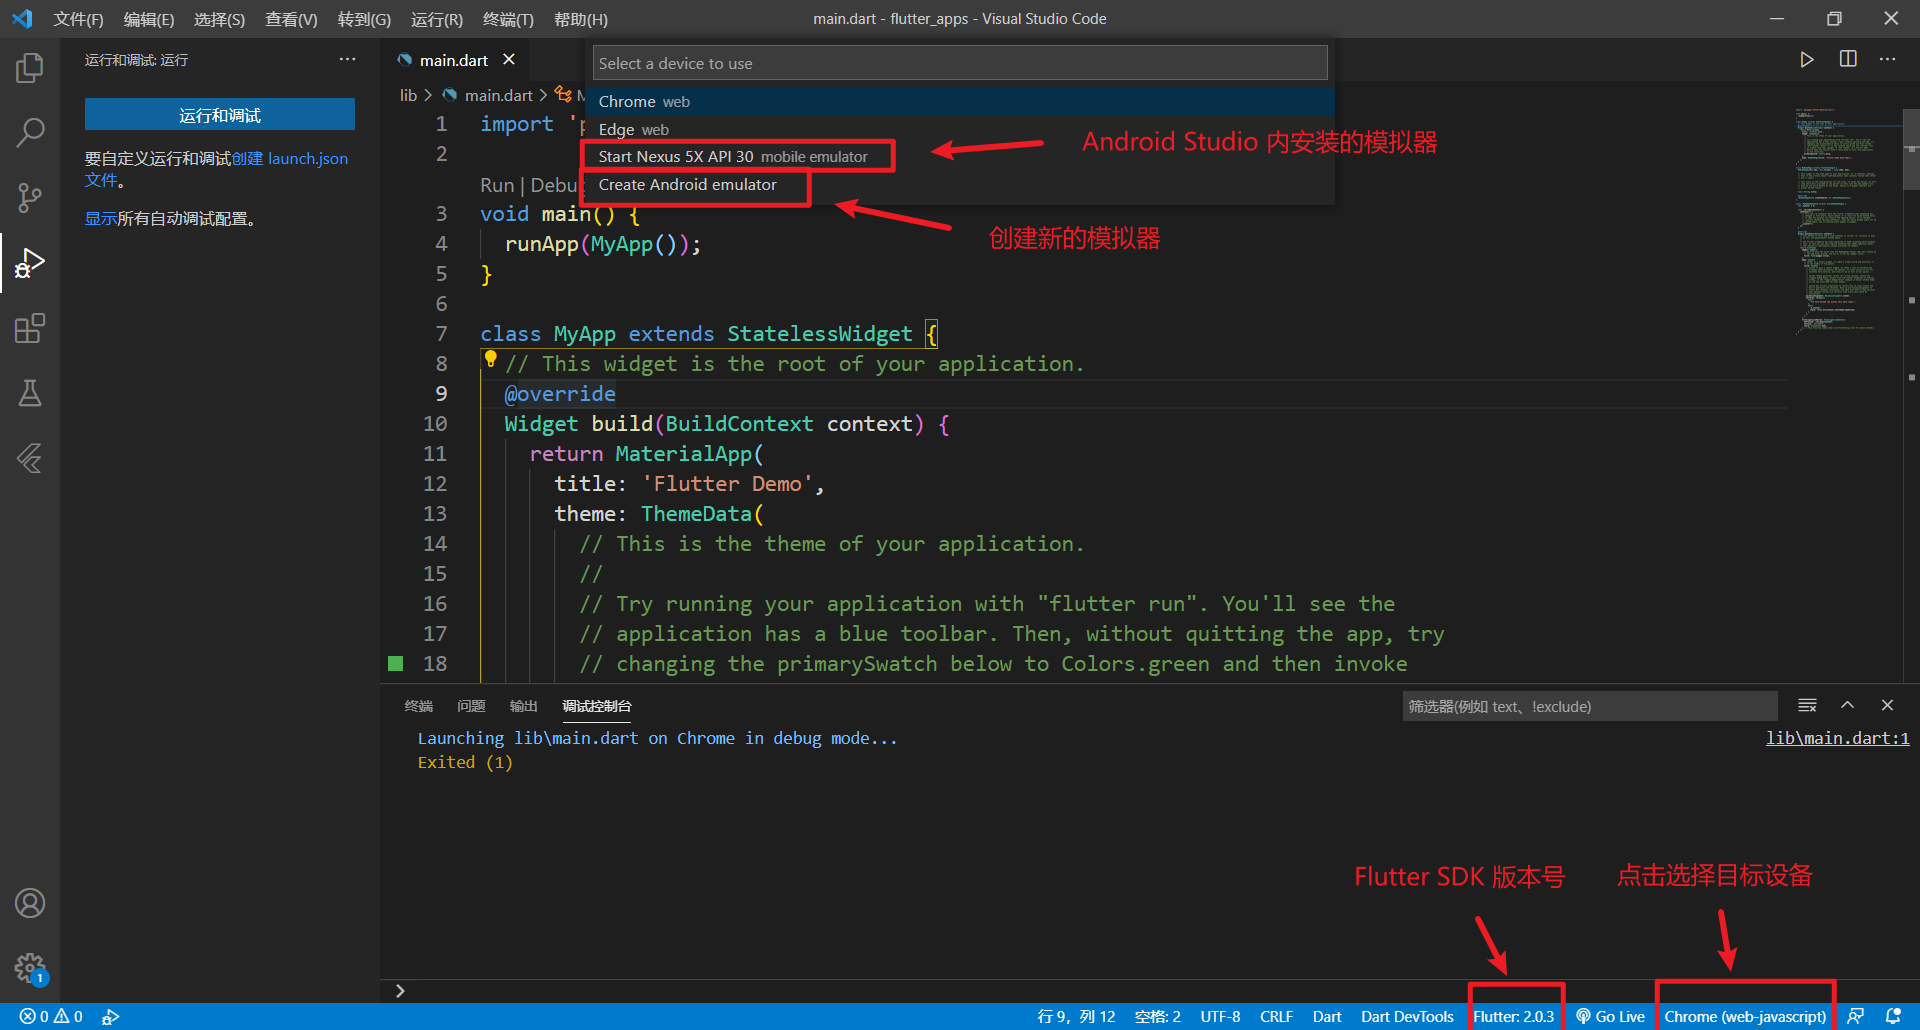 文件(F) 编辑(E) 选择(S) 查看(V) 转到(G) 运行(R) 终端(T) 帮助(H) main.dart - flutter_apps - Visual Studio Code
运行和调试: 运行
运行和调试
要自定义运行和调试创建 launch.json
文件。
显示所有自动调试配置。
main.dart
lib > main.dart > M
Select a device to use
Chrome web
Edge web
Start Nexus 5X API 30 mobile emulator
Create Android emulator
Android Studio 内安装的模拟器
创建新的模拟器
1 import 'p
2
Run | Debug
3 void main() {
4 runApp(MyApp());
5 }
6
7 class MyApp extends StatelessWidget {
8 // This widget is the root of your application.
9 @override
10 Widget build(BuildContext context) {
11 return MaterialApp(
12 title: 'Flutter Demo',
13 theme: ThemeData(
14 // This is the theme of your application.
15 //
16 // Try running your application with "flutter run". You'll see the
17 // application has a blue toolbar. Then, without quitting the app, try
18 // changing the primarySwatch below to Colors.green and then invoke
终端 问题 输出 调试控制台 筛选器(例如 text、!exclude)
Launching lib\main.dart on Chrome in debug mode... lib\main.dart:1
Exited (1)
Flutter SDK 版本号
点击选择目标设备
1
0 0 行 9，列 12 空格: 2 UTF-8 CRLF Dart Dart DevTools Flutter: 2.0.3 Go Live Chrome (web-javascript)